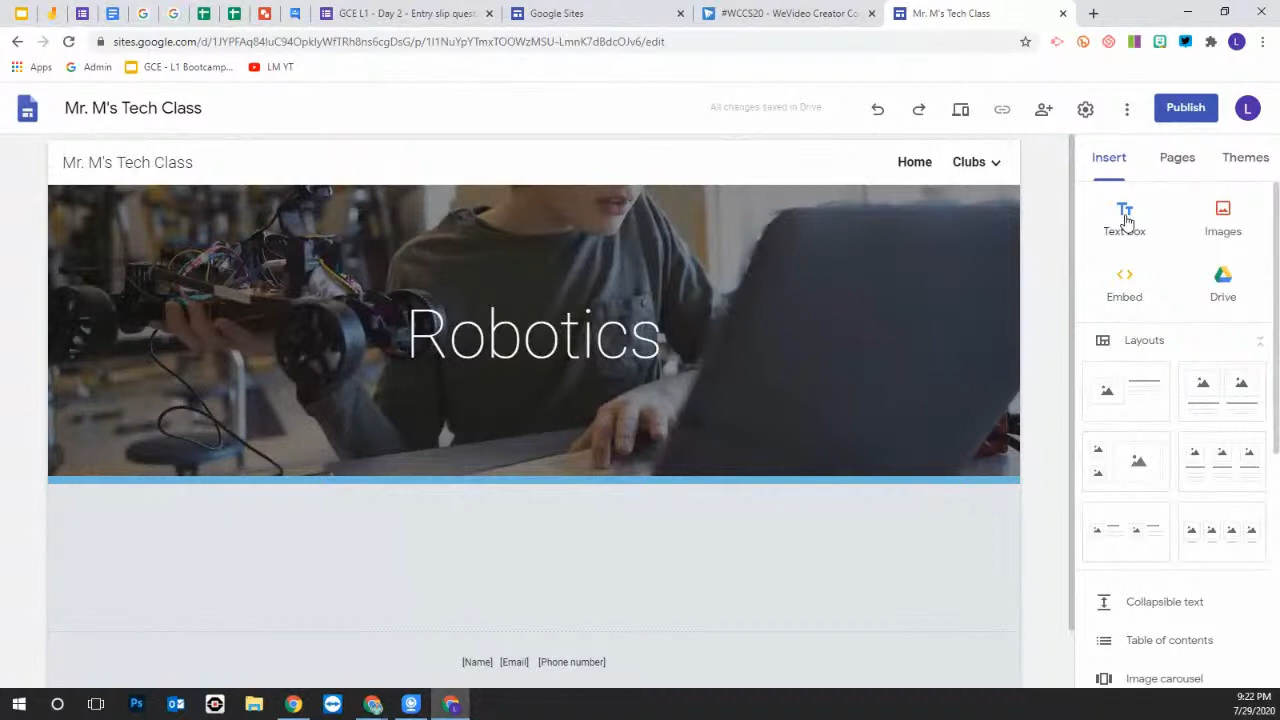 GCE L1 - Day 2 - Entry slip quest
Google Sites
#WCCS20 - WeVideo Creator Co
Mr. M's Tech Class
sites.google.com/d/1JYPFAq84IuC94OpklyWfTRh8ns6cgDsG/p/1I1NuYpYTmxTOOWzMSU-LmnK7dBdcOJv6/edit
Apps
Admin
GCE - L1 Bootcamp...
LM YT
Mr. M's Tech Class
All changes saved in Drive
Publish
L
Mr. M's Tech Class
Home
Clubs
Insert
Pages
Themes
Text box
Images
Embed
Drive
Robotics
Layouts
Collapsible text
Table of contents
Image carousel
[Name] [Email] [Phone number]
9:22 PM
7/29/2020